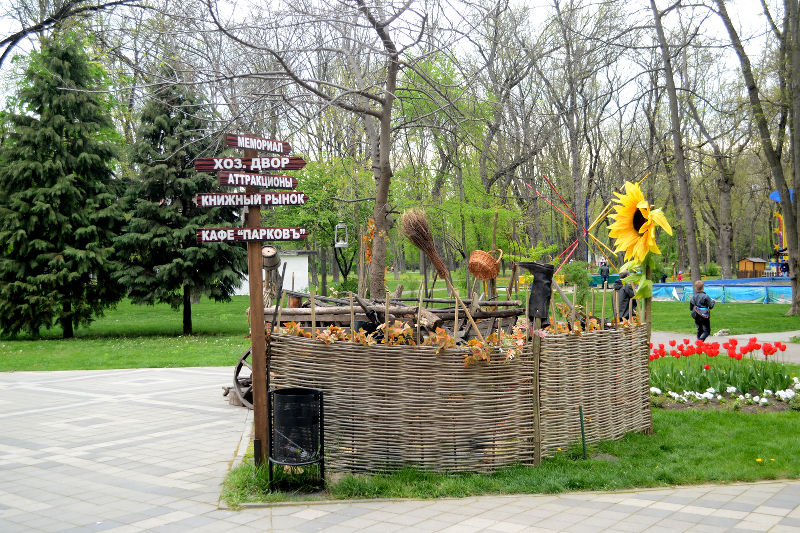 МЕМОРИАЛ
ХОЗ. ДВОР
АТТРАКЦИОНЫ
КНИЖНЫЙ РЫНОК
КАФЕ "ПАРКОВЪ"